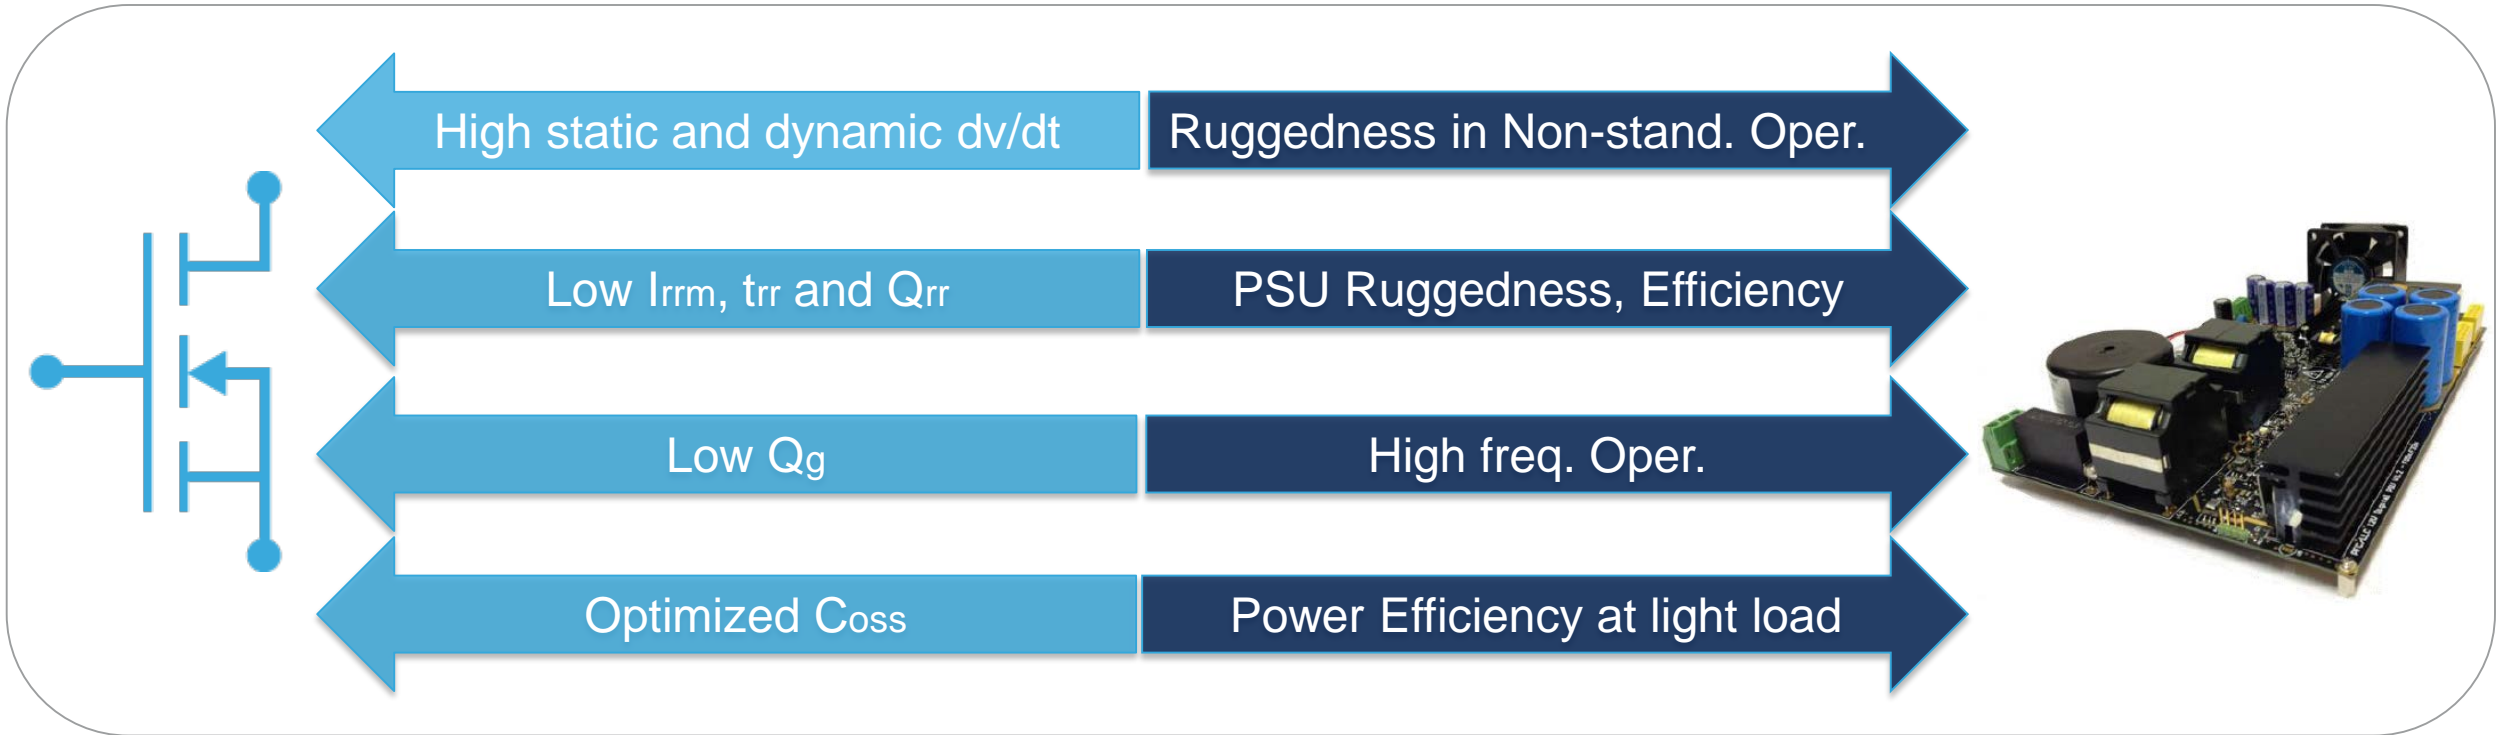 High static and dynamic dv/dt
Ruggedness in Non-stand. Oper.
Low Irrm, trr and Qrr
PSU Ruggedness, Efficiency
Low Qg
High freq. Oper.
Optimized Coss
Power Efficiency at light load